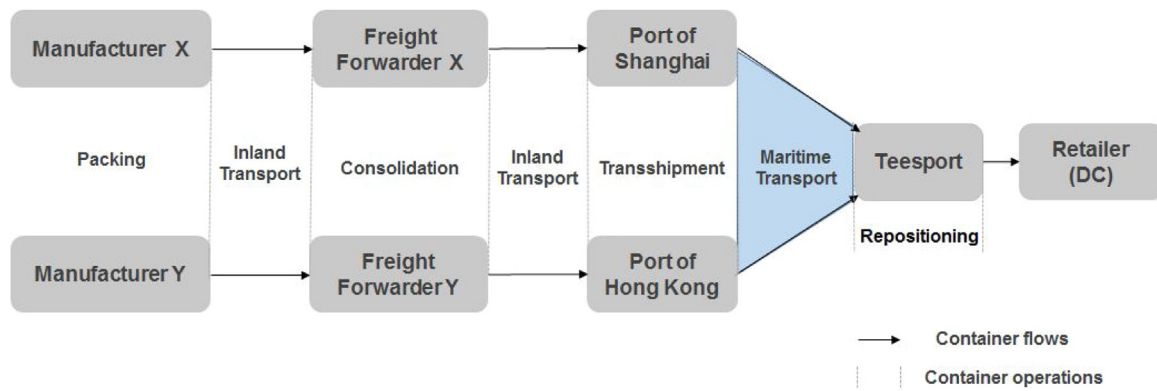 Manufacturer X
Freight
Forwarder X
Port of
Shanghai
Packing
Inland
Transport
Consolidation
Inland
Transport
Transshipment
Maritime
Transport
Teesport
Retailer
(DC)
Repositioning
Manufacturer Y
Freight
Forwarder Y
Port of
Hong Kong
Container flows
Container operations